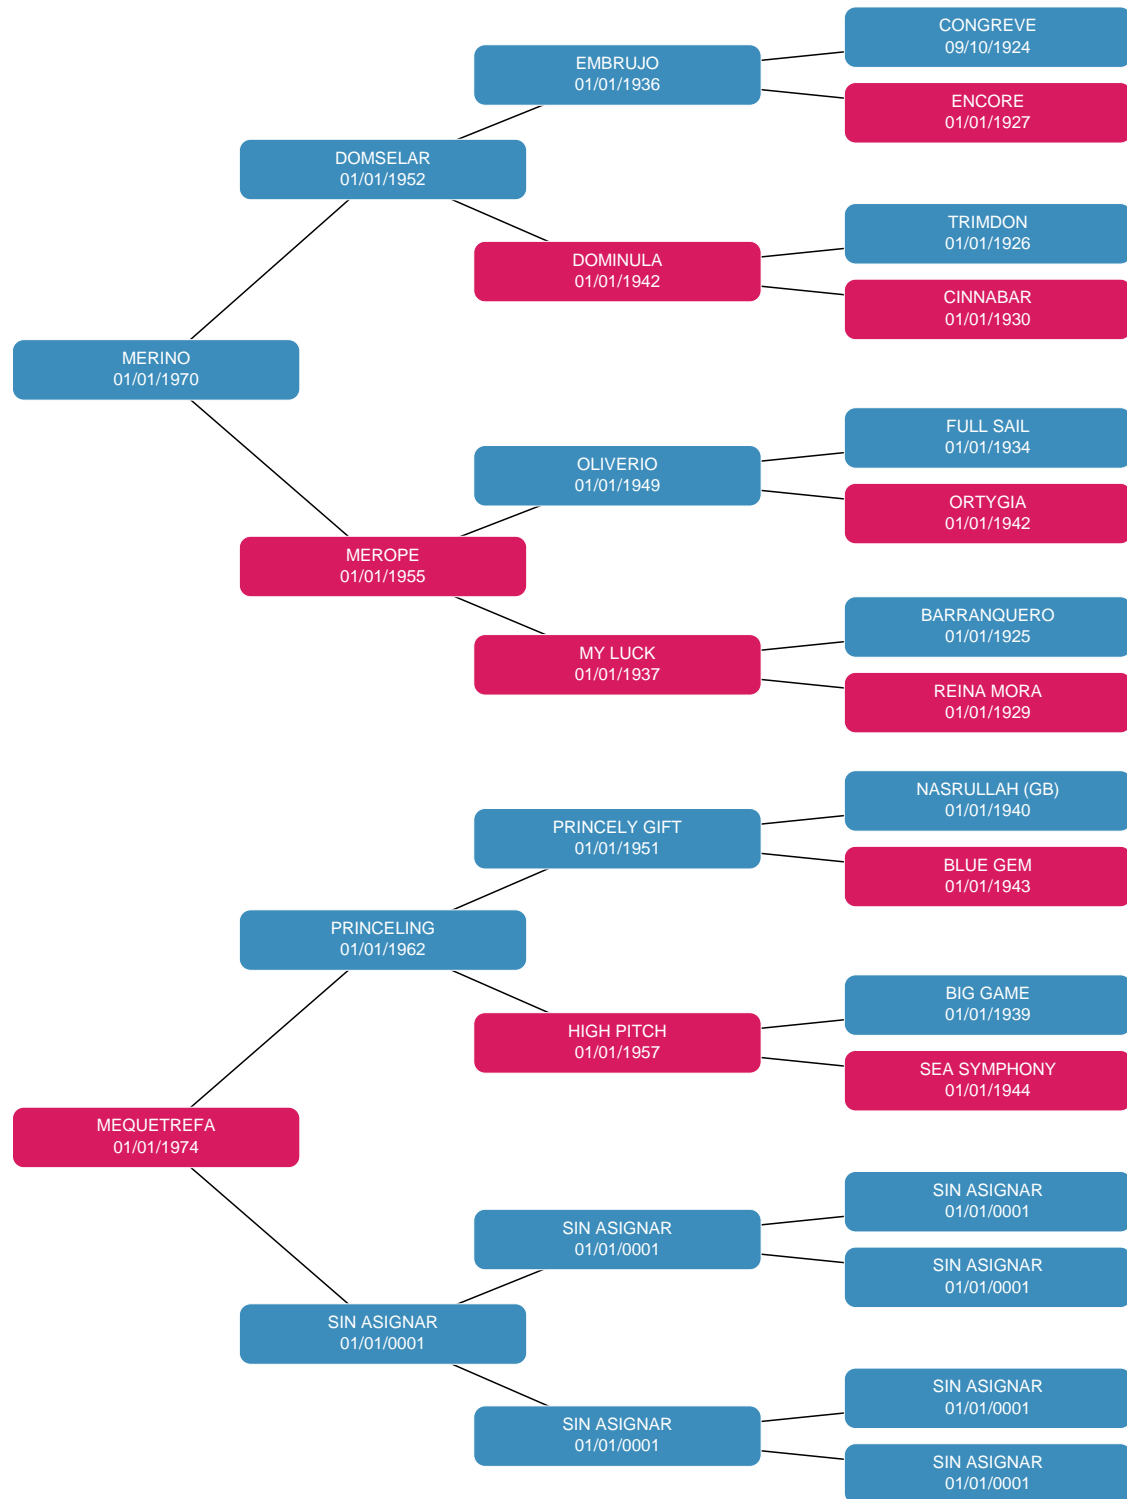 CONGREVE
09/10/1924
EMBRUJO
01/01/1936
ENCORE
01/01/1927
DOMSELAR
01/01/1952
TRIMDON
01/01/1926
DOMINULA
01/01/1942
CINNABAR
01/01/1930
MERINO
01/01/1970
FULL SAIL
01/01/1934
OLIVERIO
01/01/1949
ORTYGIA
01/01/1942
MEROPE
01/01/1955
BARRANQUERO
01/01/1925
MY LUCK
01/01/1937
REINA MORA
01/01/1929
NASRULLAH (GB)
01/01/1940
PRINCELY GIFT
01/01/1951
BLUE GEM
01/01/1943
PRINCELING
01/01/1962
BIG GAME
01/01/1939
HIGH PITCH
01/01/1957
SEA SYMPHONY
01/01/1944
MEQUETREFA
01/01/1974
SIN ASIGNAR
01/01/0001
SIN ASIGNAR
01/01/0001
SIN ASIGNAR
01/01/0001
SIN ASIGNAR
01/01/0001
SIN ASIGNAR
01/01/0001
SIN ASIGNAR
01/01/0001
SIN ASIGNAR
01/01/0001